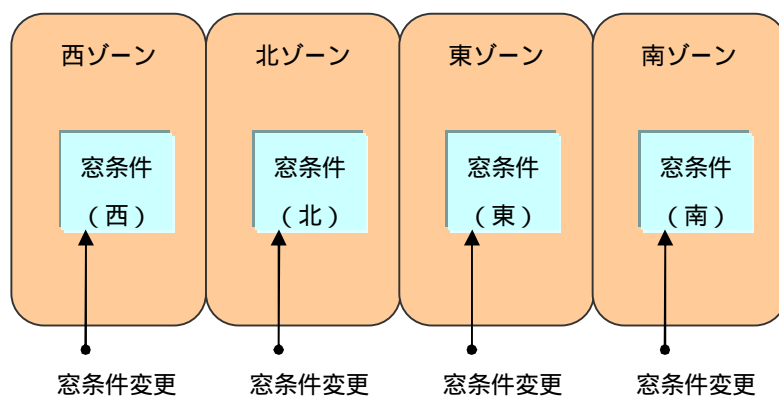 西ゾーン 北ゾーン 東ゾーン 南ゾーン
窓条件 窓条件 窓条件 窓条件
（西） （北） （東） （南）
窓条件変更 窓条件変更 窓条件変更 窓条件変更